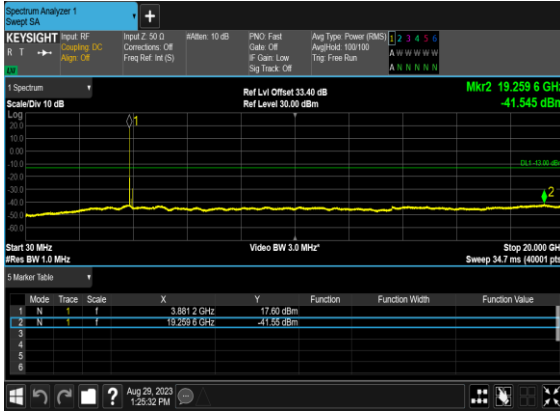 Spectrum Analyzer 1
Swept SA
+
KEYSIGHT Input: RF Input Z: 50 Ω #Atten: 10 dB PNO: Fast Avg Type: Power (RMS) 1 2 3 4 5 6
R T Coupling: DC Corrections: Off Gate: Off Avg|Hold: 100/100 A W W W W W
Align: Off Freq Ref: Int (S) IF Gain: Low Trig: Free Run
Sig Track: Off A N N N N N
1 Spectrum Ref Lvl Offset 33.40 dB Mkr2 19.259 6 GHz
Scale/Div 10 dB Ref Level 30.00 dBm -41.545 dBm
Log
20.0
10.0
0.00
-10.0
-20.0
-30.0
-40.0
-50.0
-60.0
1
DL1 -13.00 dBm
2
Start 30 MHz Video BW 3.0 MHz* Stop 20.000 GH
#Res BW 1.0 MHz Sweep 34.7 ms (40001 pts
5 Marker Table
Mode Trace Scale X Y Function Function Width Function Value
1 N 1 f 3.881 2 GHz 17.60 dBm
2 N 1 f 19.259 6 GHz -41.55 dBm
3
4
5
6
? Aug 29, 2023
1:25:32 PM